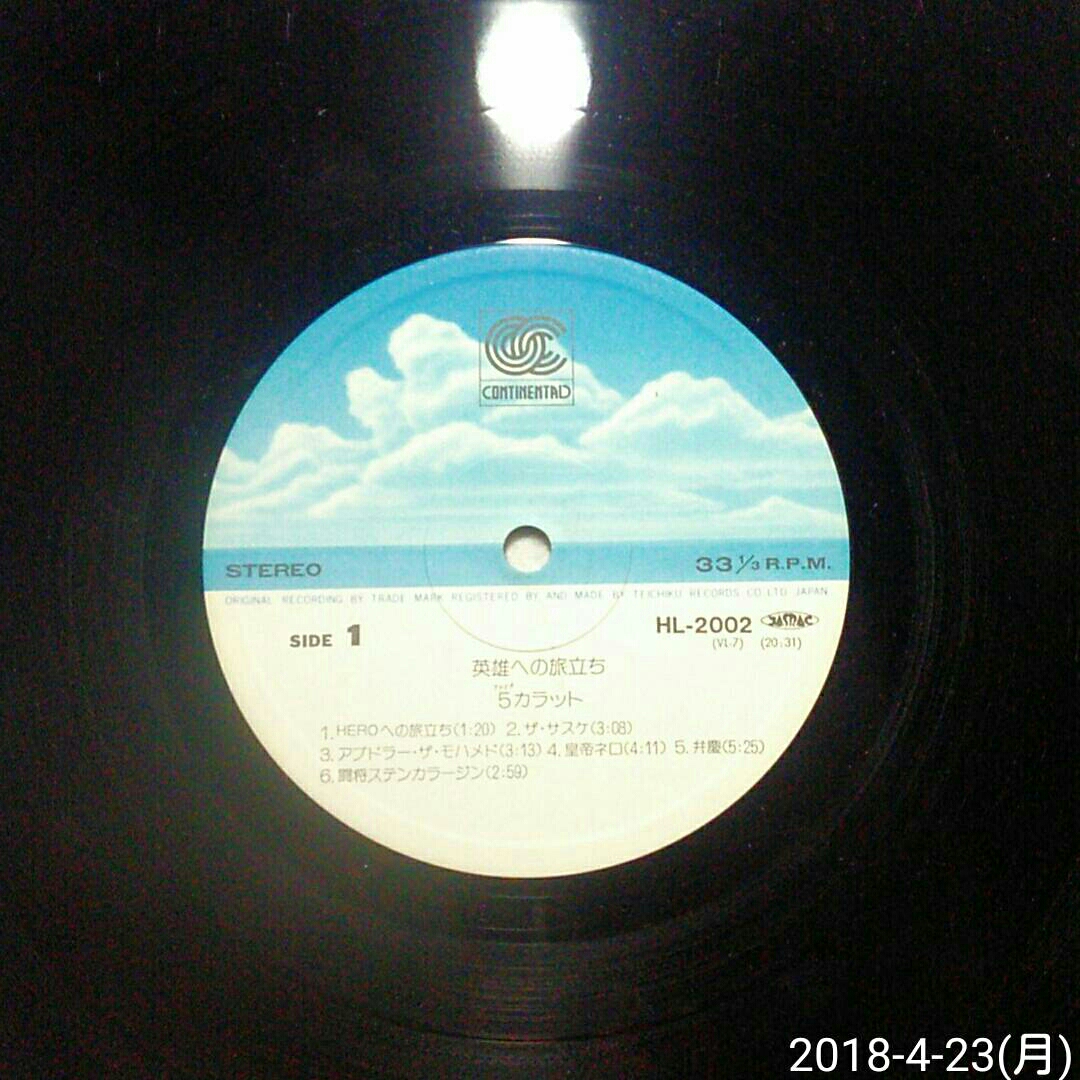 CONTINENTAL
STEREO
33 1/3 R.P.M.
ORIGINAL RECORDING BY TRADE MARK REGISTERED BY AND MADE BY TEICHIKU RECORDS CO. LTD. JAPAN
SIDE 1
HL-2002 JASRAC
(VL-7) (20:31)
英雄への旅立ち
5カラット
1. HEROへの旅立ち(1:20) 2. ザ・サスケ(3:08)
3. アブドラー・ザ・モハメド(3:13) 4. 皇帝ネロ(4:11) 5. 弁慶(5:25)
6. 闘将ステンカラージン(2:59)
2018-4-23(月)